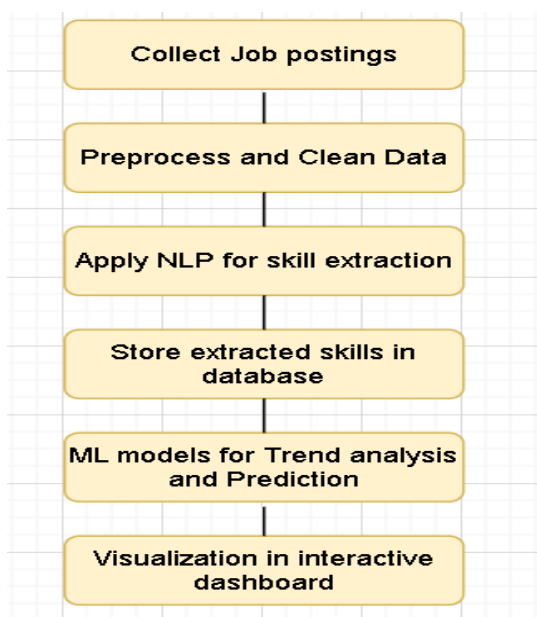 Collect Job postings
Preprocess and Clean Data
Apply NLP for skill extraction
Store extracted skills in
database
ML models for Trend analysis
and Prediction
Visualization in interactive
dashboard